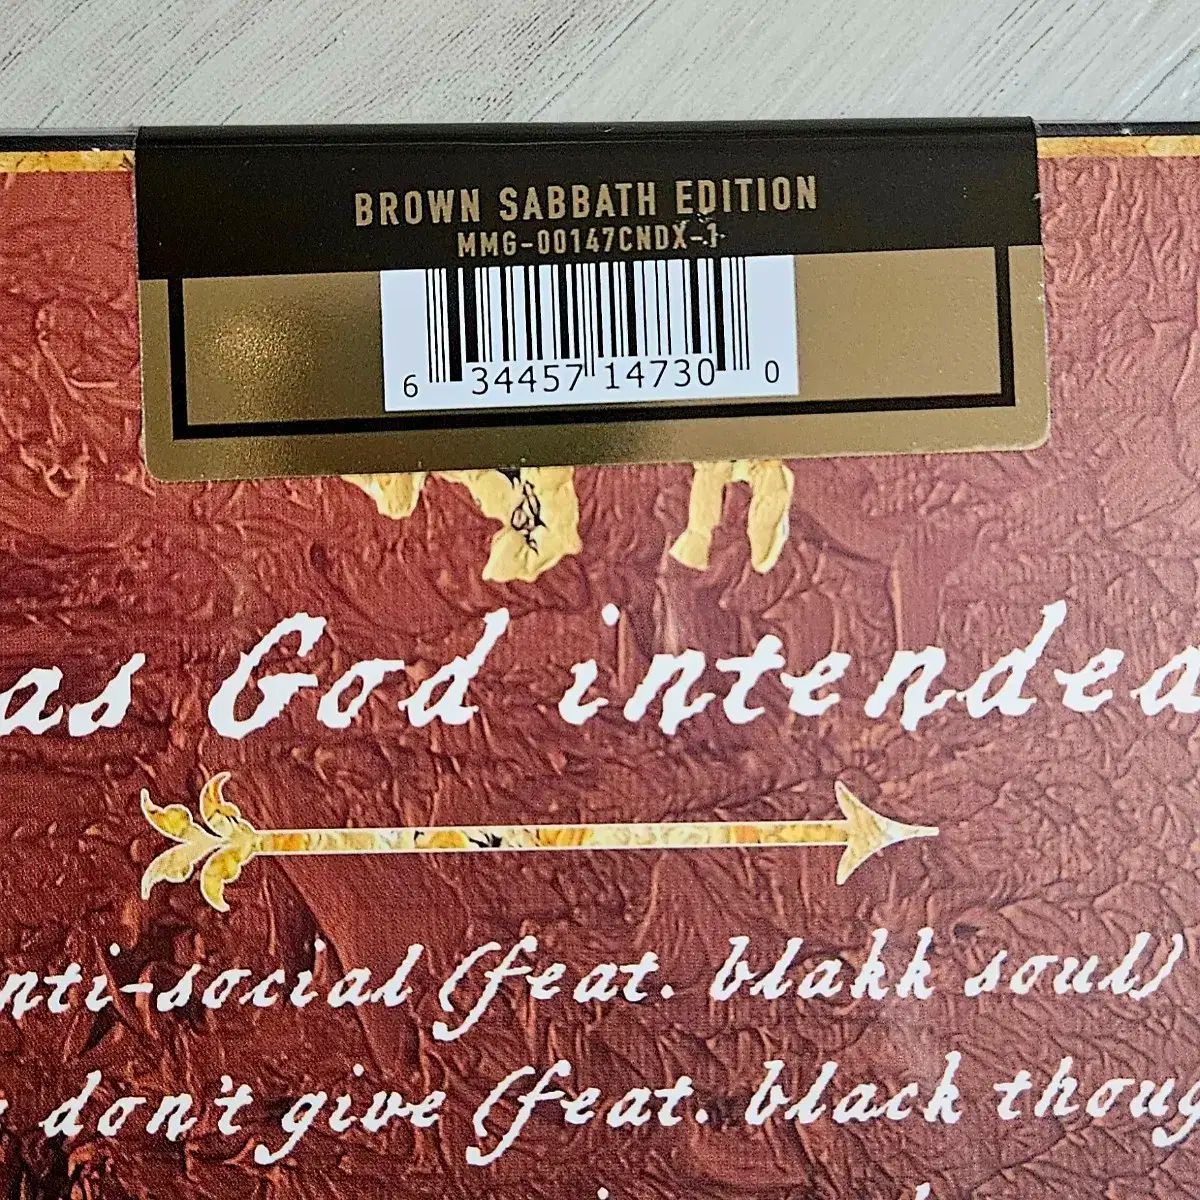 BROWN SABBATH EDITION
MMG-00147CNDX-1
6 34457 14730 0
as God intended
nti-social (feat. blakk soul)
don't give (feat. black thoug